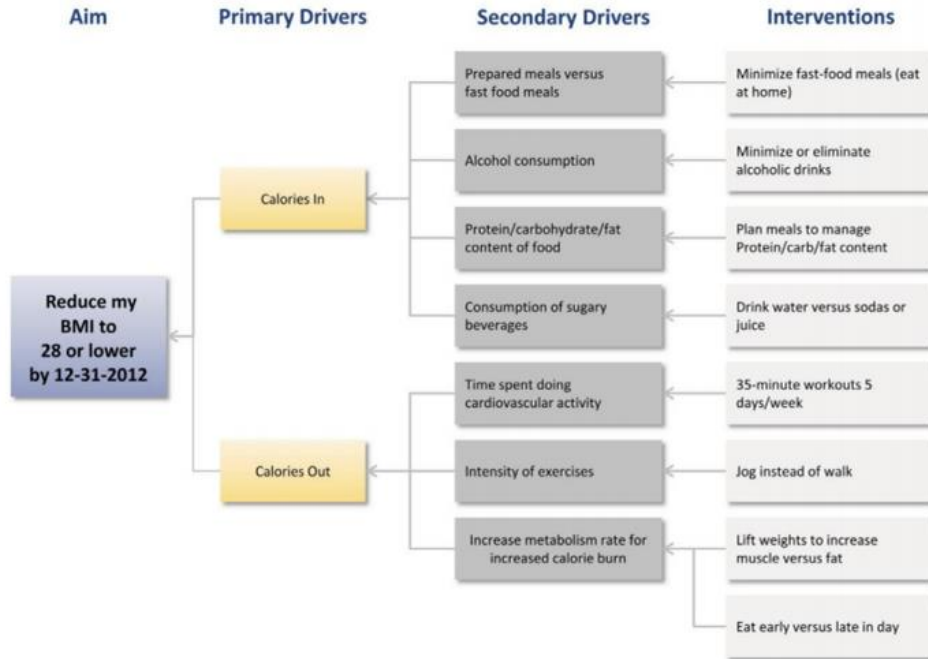 Aim
Primary Drivers
Secondary Drivers
Interventions
Reduce my
BMI to
28 or lower
by 12-31-2012
Calories In
Prepared meals versus
fast food meals
Minimize fast-food meals (eat
at home)
Alcohol consumption
Minimize or eliminate
alcoholic drinks
Protein/carbohydrate/fat
content of food
Plan meals to manage
Protein/carb/fat content
Consumption of sugary
beverages
Drink water versus sodas or
juice
Calories Out
Time spent doing
cardiovascular activity
35-minute workouts 5
days/week
Intensity of exercises
Jog instead of walk
Increase metabolism rate for
increased calorie burn
Lift weights to increase
muscle versus fat
Eat early versus late in day